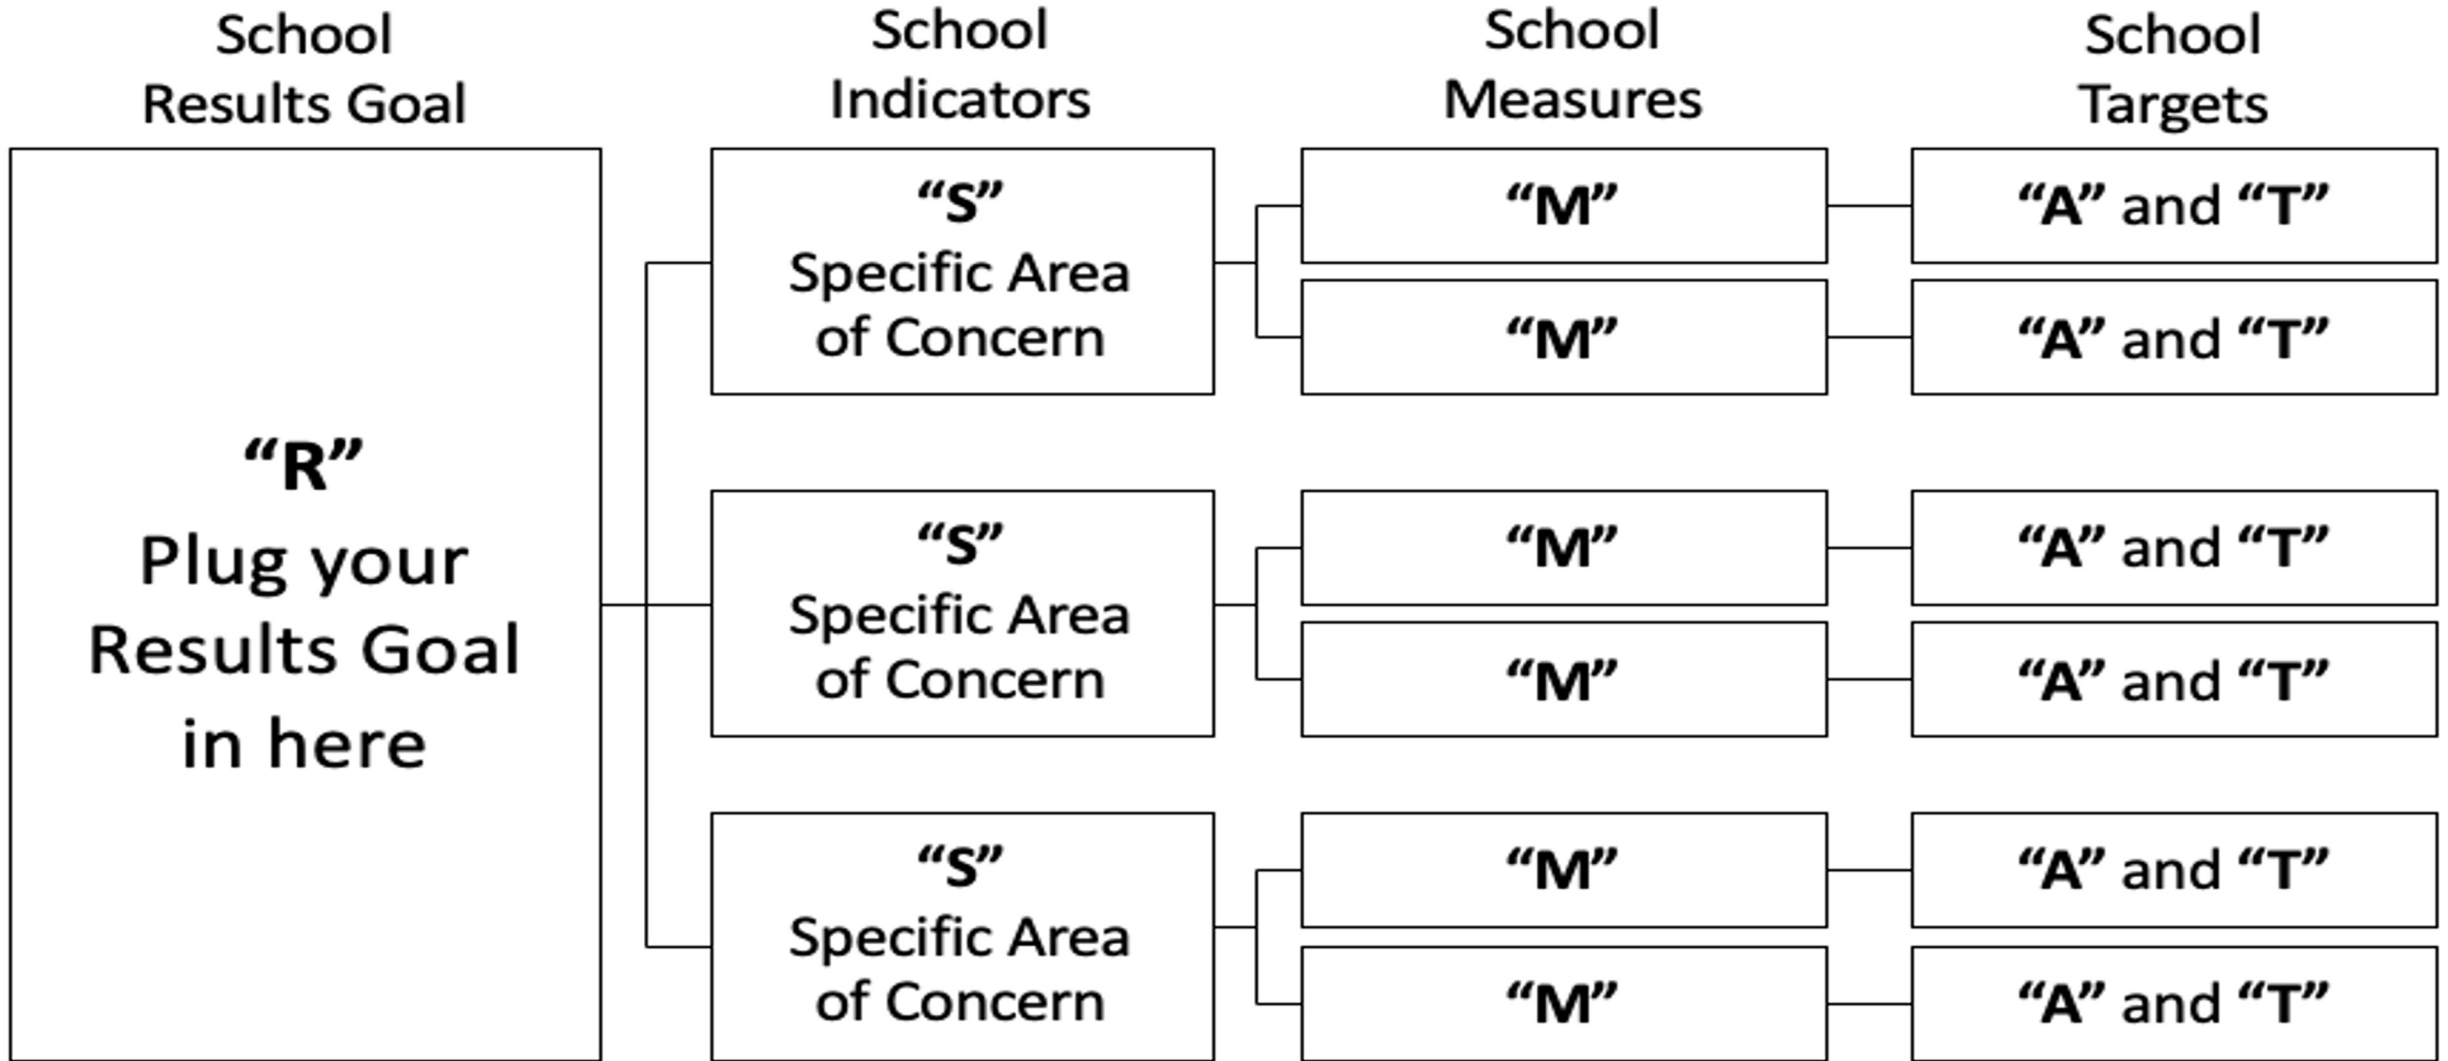 School
Results Goal
School
Indicators
School
Measures
School
Targets
“R”
Plug your
Results Goal
in here
“S”
Specific Area
of Concern
“M”
“A” and “T”
“M”
“A” and “T”
“S”
Specific Area
of Concern
“M”
“A” and “T”
“M”
“A” and “T”
“S”
Specific Area
of Concern
“M”
“A” and “T”
“M”
“A” and “T”